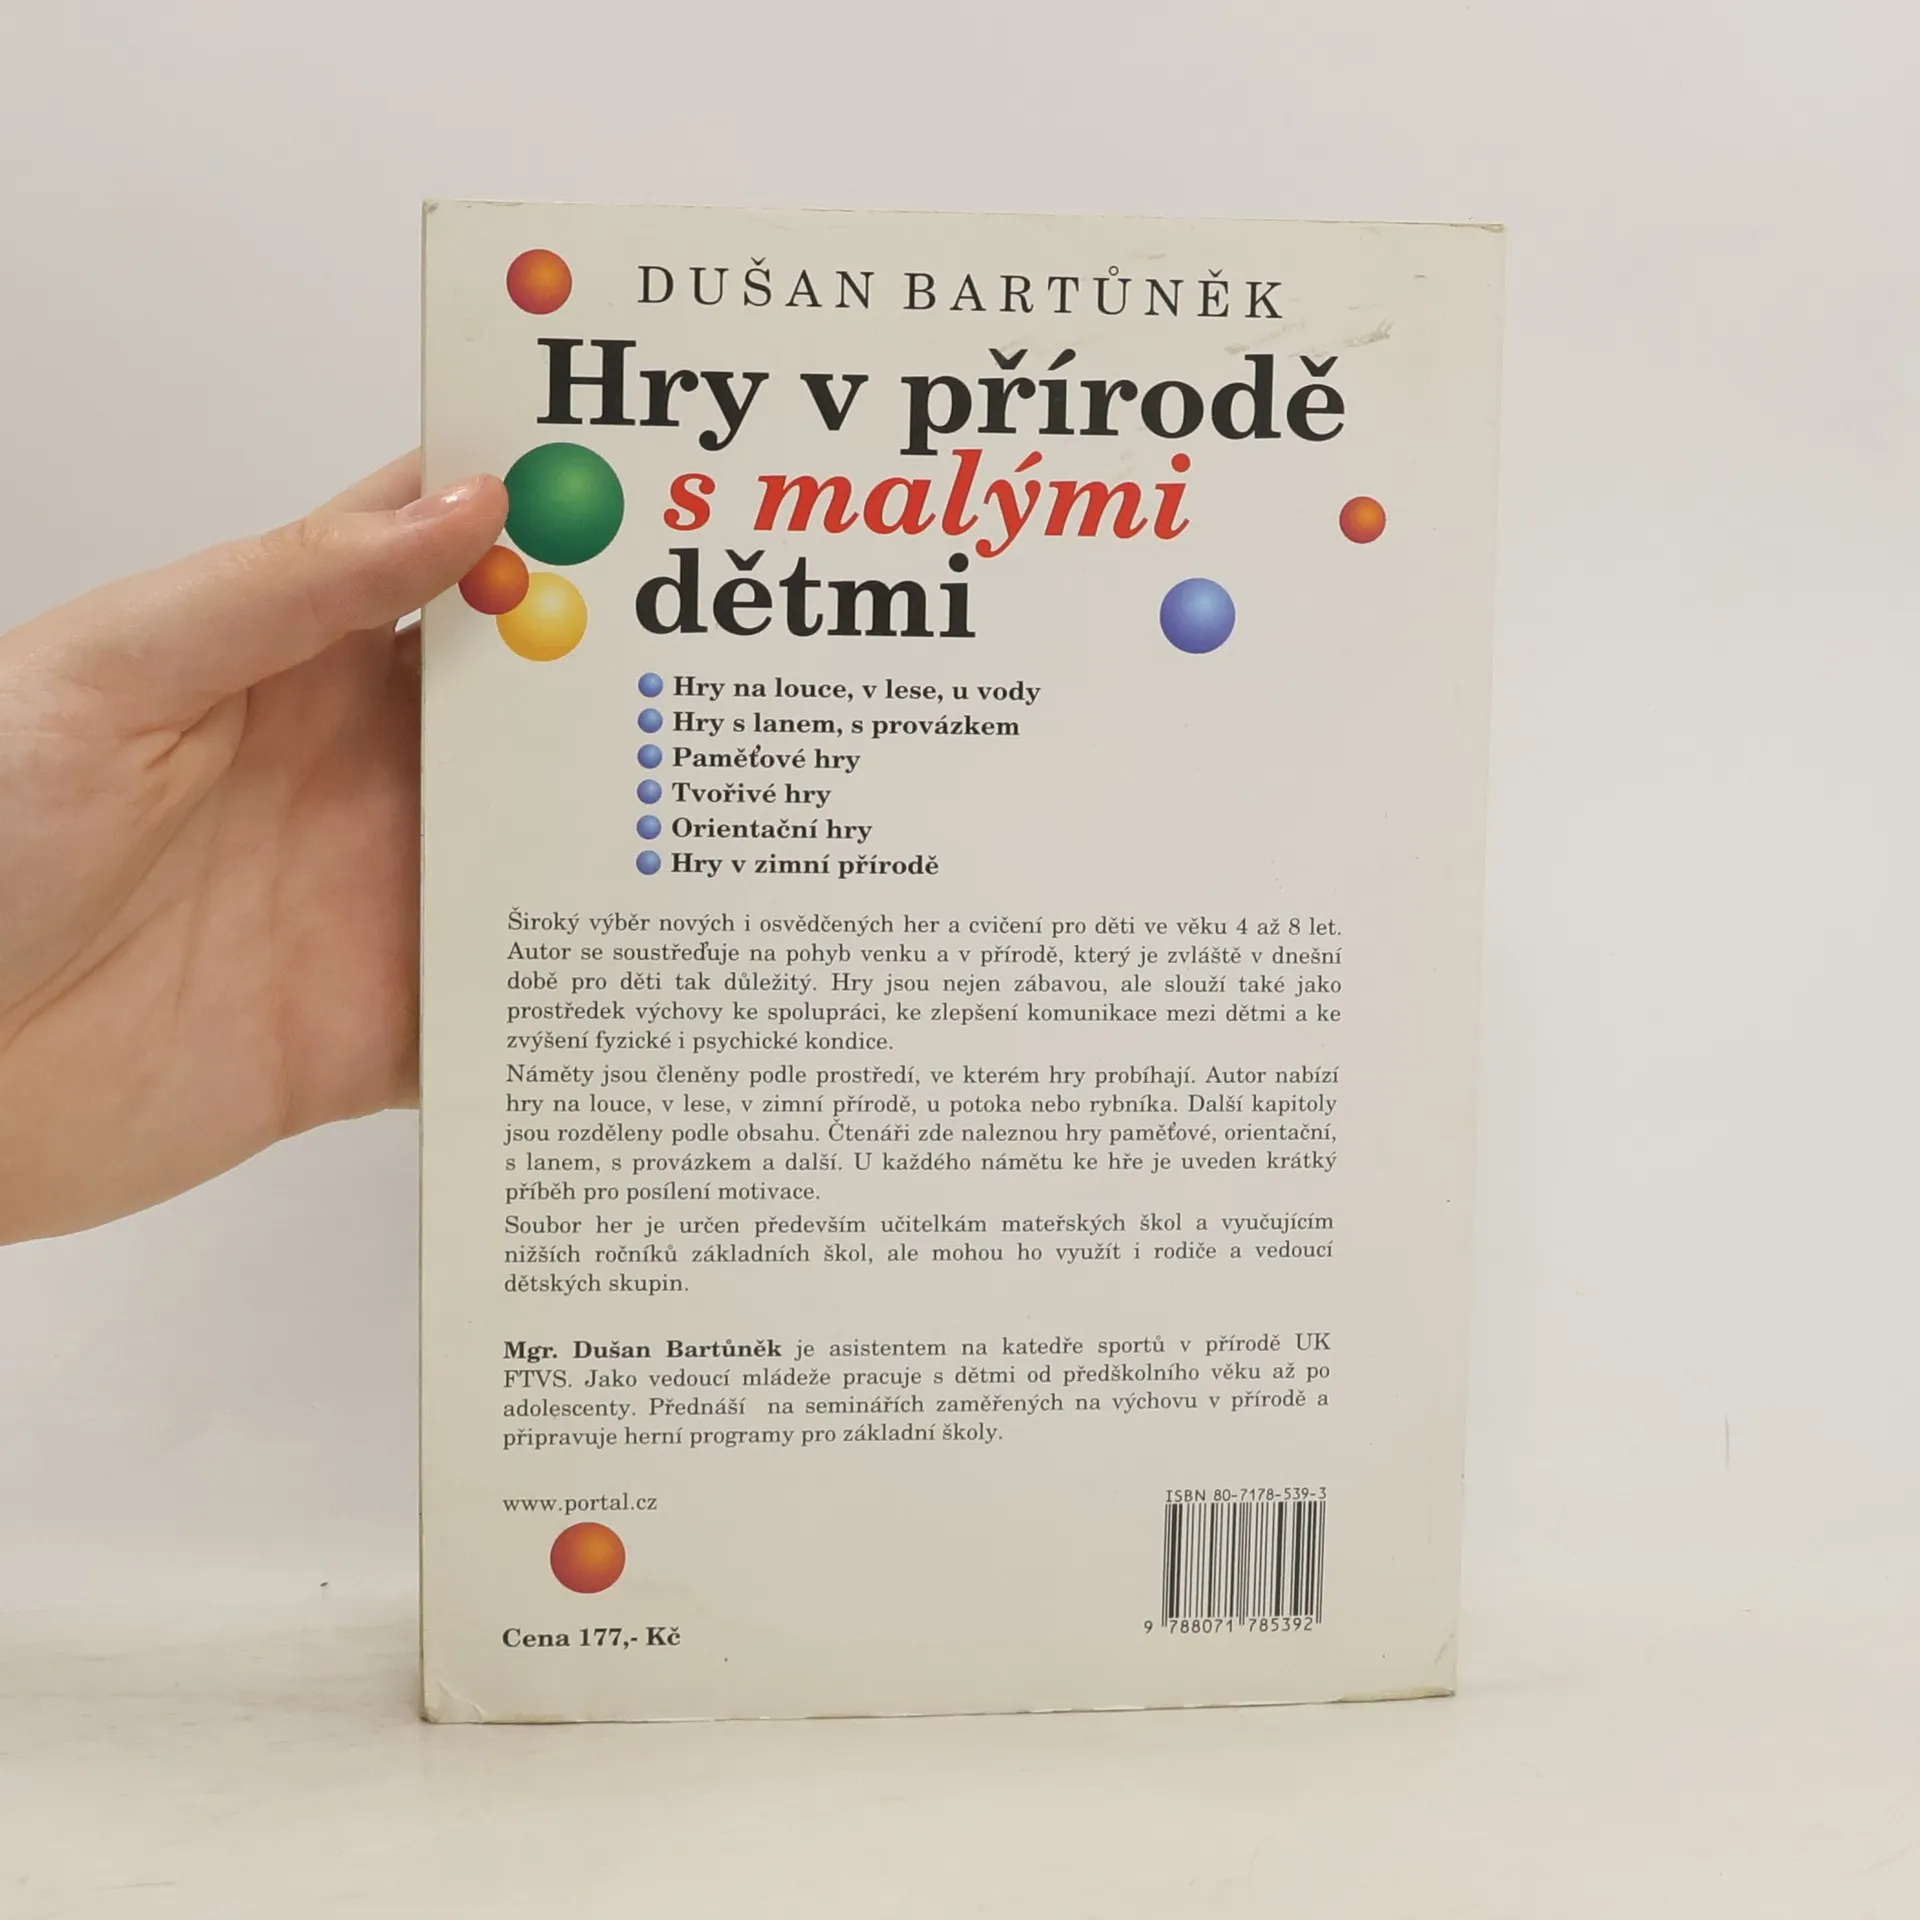 DUŠAN BARTŮNĚK
Hry v přírodě
s malými
dětmi
Hry na louce, v lese, u vody
Hry s lanem, s provázkem
Paměťové hry
Tvořivé hry
Orientační hry
Hry v zimní přírodě
Široký výběr nových i osvědčených her a cvičení pro děti ve věku 4 až 8 let.
Autor se soustřeďuje na pohyb venku a v přírodě, který je zvláště v dnešní
době pro děti tak důležitý. Hry jsou nejen zábavou, ale slouží také jako
prostředek výchovy ke spolupráci, ke zlepšení komunikace mezi dětmi a ke
zvýšení fyzické i psychické kondice.
Náměty jsou členěny podle prostředí, ve kterém hry probíhají. Autor nabízí
hry na louce, v lese, v zimní přírodě, u potoka nebo rybníka. Další kapitoly
jsou rozděleny podle obsahu. Čtenáři zde naleznou hry paměťové, orientační,
s lanem, s provázkem a další. U každého námětu ke hře je uveden krátký
příběh pro posílení motivace.
Soubor her je určen především učitelkám mateřských škol a vyučujícím
nižších ročníků základních škol, ale mohou ho využít i rodiče a vedoucí
dětských skupin.
Mgr. Dušan Bartůněk je asistentem na katedře sportů v přírodě UK
FTVS. Jako vedoucí mládeže pracuje s dětmi od předškolního věku až po
adolescenty. Přednáší na seminářích zaměřených na výchovu v přírodě a
připravuje herní programy pro základní školy.
www.portal.cz
ISBN 80-7178-539-3
9 788071 785392
Cena 177,- Kč